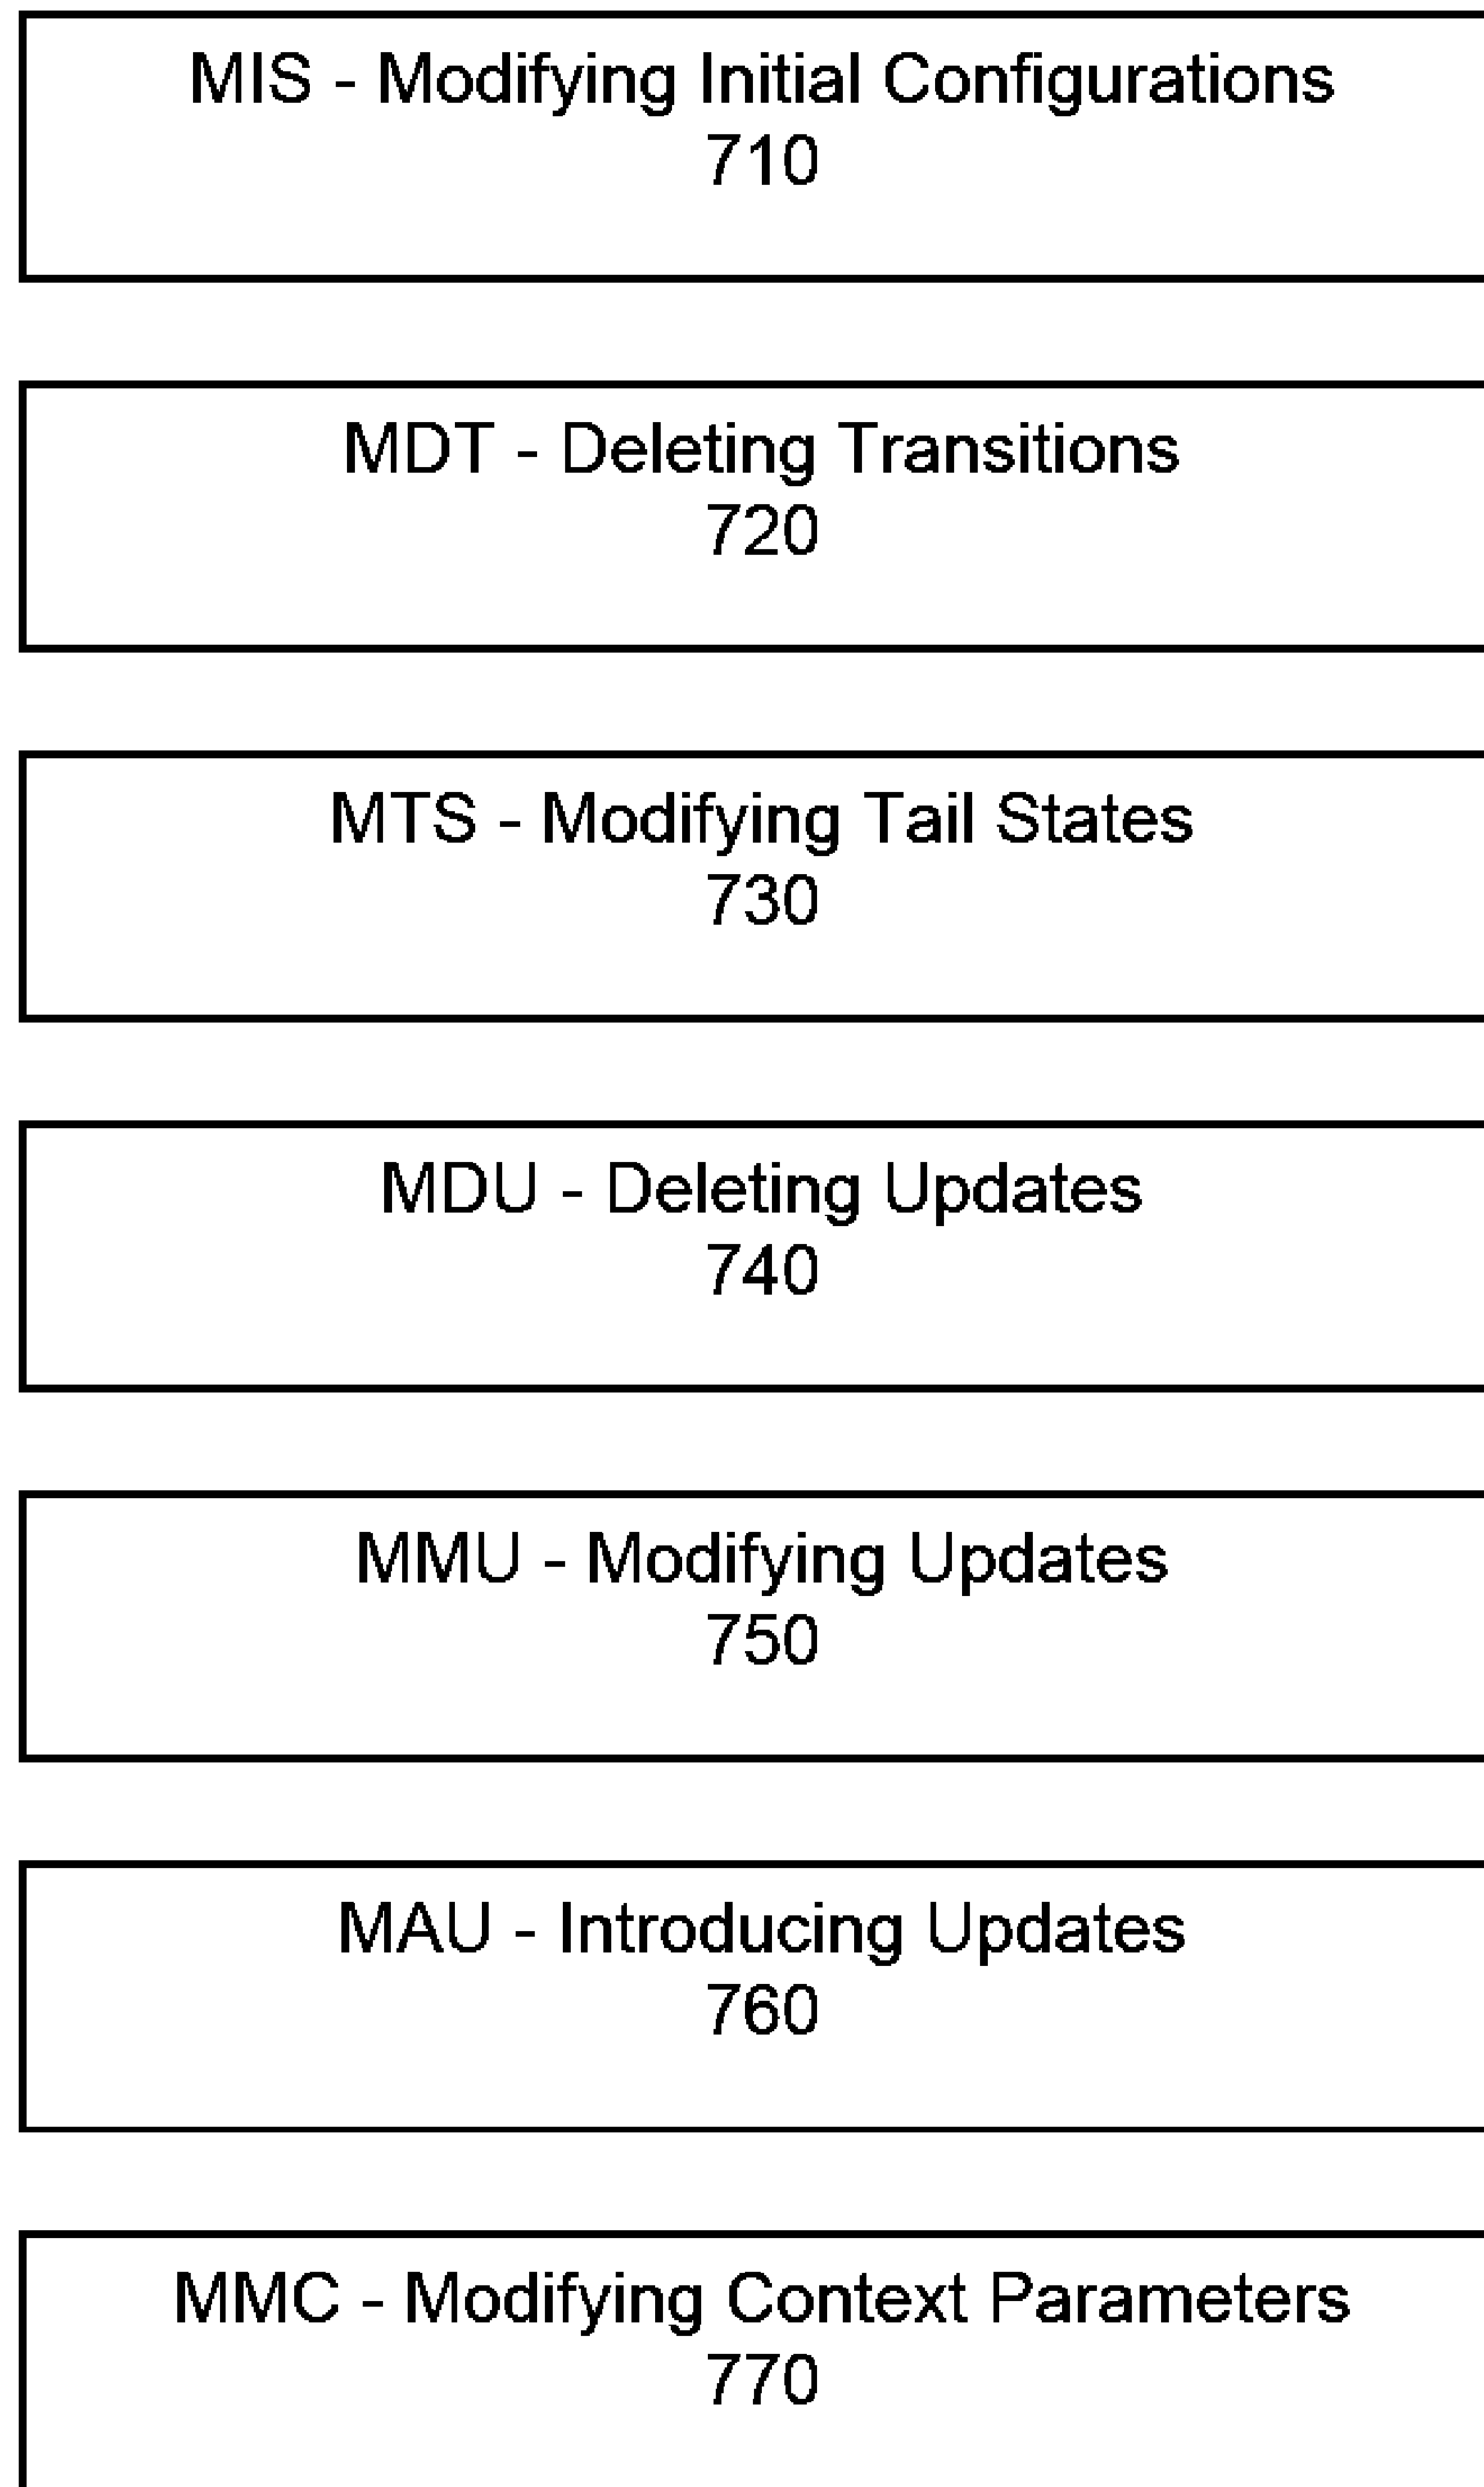 MIS - Modifying Initial Configurations
710
MDT - Deleting Transitions
720
MTS - Modifying Tail States
730
MDU - Deleting Updates
740
MMU - Modifying Updates
750
MAU - Introducing Updates
760
MMC - Modifying Context Parameters
770